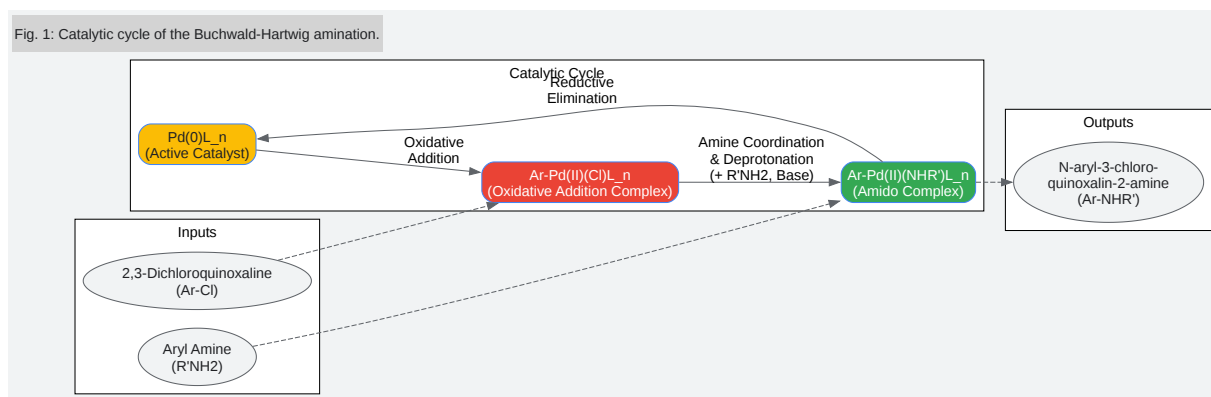 Fig. 1: Catalytic cycle of the Buchwald-Hartwig amination.
Catalytic Cycle
Reductive
Elimination
Pd(0)L_n
(Active Catalyst)
Oxidative
Addition
Ar-Pd(II)(Cl)L_n
(Oxidative Addition Complex)
Amine Coordination
& Deprotonation
(+ R'NH2, Base)
Ar-Pd(II)(NHR')L_n
(Amido Complex)
Outputs
N-aryl-3-chloro-
quinoxalin-2-amine
(Ar-NHR')
Inputs
2,3-Dichloroquinoxaline
(Ar-Cl)
Aryl Amine
(R'NH2)